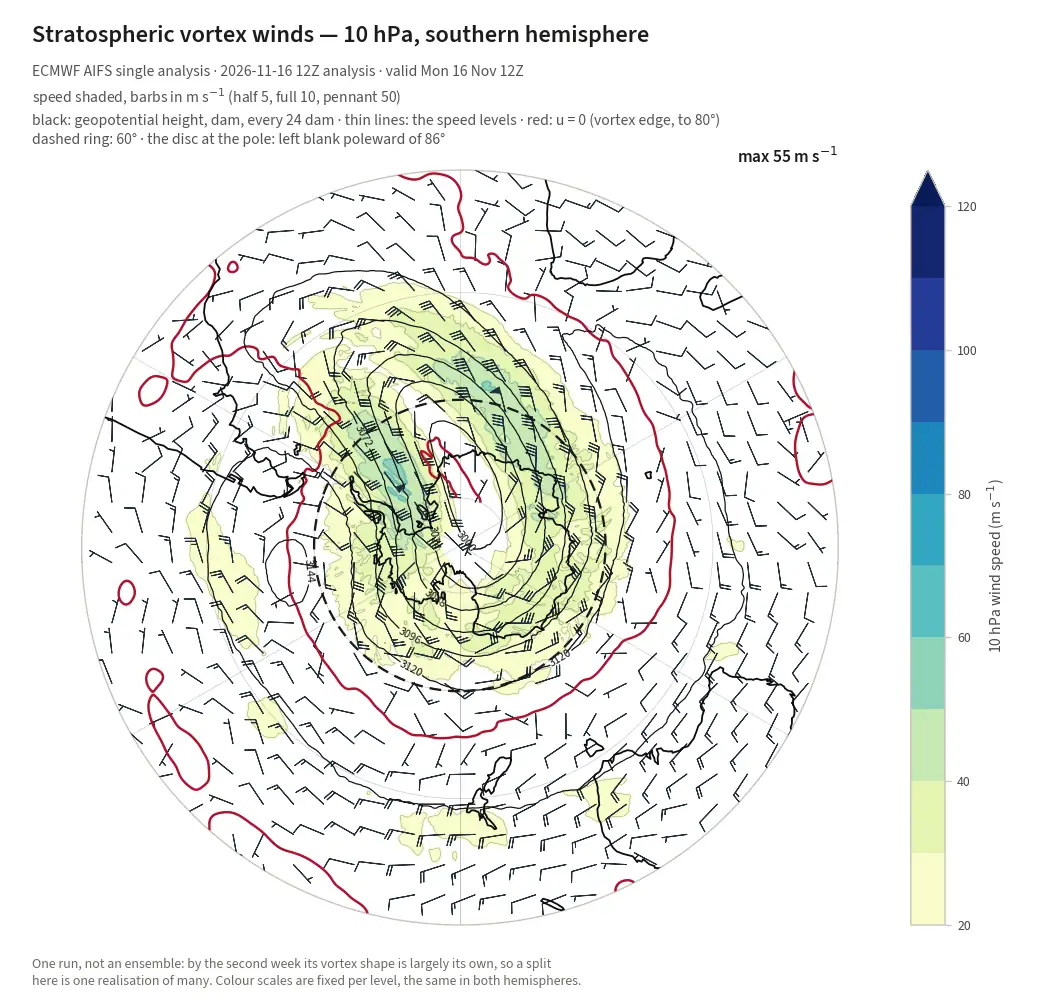 Stratospheric vortex winds — 10 hPa, southern hemisphere
ECMWF AIFS single analysis · 2026-11-16 12Z analysis · valid Mon 16 Nov 12Z
speed shaded, barbs in m s⁻¹ (half 5, full 10, pennant 50)
black: geopotential height, dam, every 24 dam · thin lines: the speed levels · red: u = 0 (vortex edge, to 80°)
dashed ring: 60° · the disc at the pole: left blank poleward of 86°
max 55 m s⁻¹
120
100
80
60
40
20
10 hPa wind speed (m s⁻¹)
3144
3096
3120
3120
One run, not an ensemble: by the second week its vortex shape is largely its own, so a split
here is one realisation of many. Colour scales are fixed per level, the same in both hemispheres.